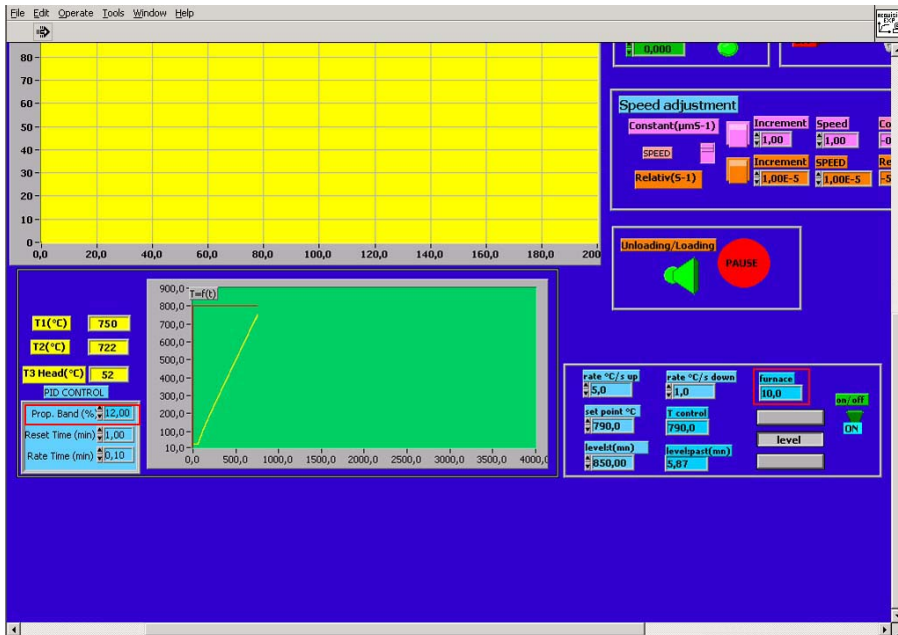 File Edit Operate Tools Window Help
80
70
60
50
40
30
20
10
0
0,0 20,0 40,0 60,0 80,0 100,0 120,0 140,0 160,0 180,0 200
0,000
Speed adjustment
Constant(µmS-1)
Increment Speed Co
1,00 1,00 -0
SPEED
Increment SPEED Re
Relativ(S-1)
1,00E-5 1,00E-5 -5
Unloading/Loading
PAUSE
T1(°C) 750
T2(°C) 722
T3 Head(°C) 52
PID CONTROL
Prop. Band (%) 12,00
Reset Time (min) 1,00
Rate Time (min) 0,10
T=f(t)
900,0
800,0
700,0
600,0
500,0
400,0
300,0
200,0
100,0
10,0
0,0 500,0 1000,0 1500,0 2000,0 2500,0 3000,0 3500,0 4000,0
rate °C/s up rate °C/s down furnace
5,0 1,0 10,0
on/off
set point °C T control
790,0 790,0
ON
level
level:t(mn) level:past(mn)
850,00 5,87